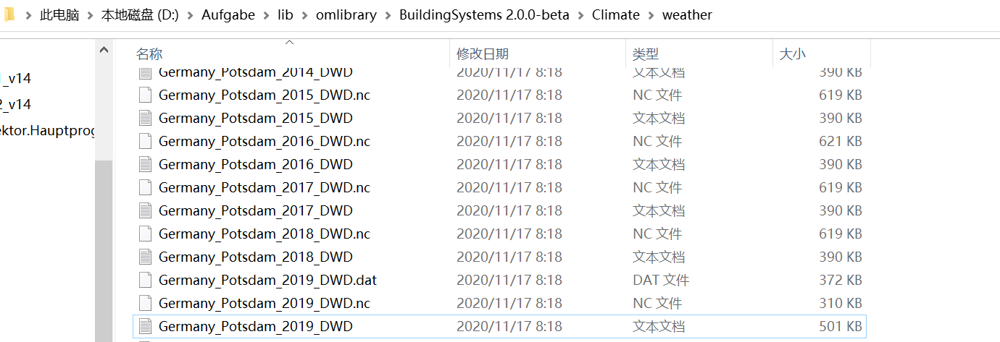 此电脑 > 本地磁盘 (D:) > Aufgabe > lib > omlibrary > BuildingSystems 2.0.0-beta > Climate > weather
名称 修改日期 类型 大小
_v14
_v14
ektor.Hauptprog
Germany_Potsdam_2014_DWD 2020/11/17 8:18 文本文档 390 KB
Germany_Potsdam_2015_DWD.nc 2020/11/17 8:18 NC 文件 619 KB
Germany_Potsdam_2015_DWD 2020/11/17 8:18 文本文档 390 KB
Germany_Potsdam_2016_DWD.nc 2020/11/17 8:18 NC 文件 621 KB
Germany_Potsdam_2016_DWD 2020/11/17 8:18 文本文档 390 KB
Germany_Potsdam_2017_DWD.nc 2020/11/17 8:18 NC 文件 619 KB
Germany_Potsdam_2017_DWD 2020/11/17 8:18 文本文档 390 KB
Germany_Potsdam_2018_DWD.nc 2020/11/17 8:18 NC 文件 619 KB
Germany_Potsdam_2018_DWD 2020/11/17 8:18 文本文档 390 KB
Germany_Potsdam_2019_DWD.dat 2020/11/17 8:18 DAT 文件 372 KB
Germany_Potsdam_2019_DWD.nc 2020/11/17 8:18 NC 文件 310 KB
Germany_Potsdam_2019_DWD 2020/11/17 8:18 文本文档 501 KB